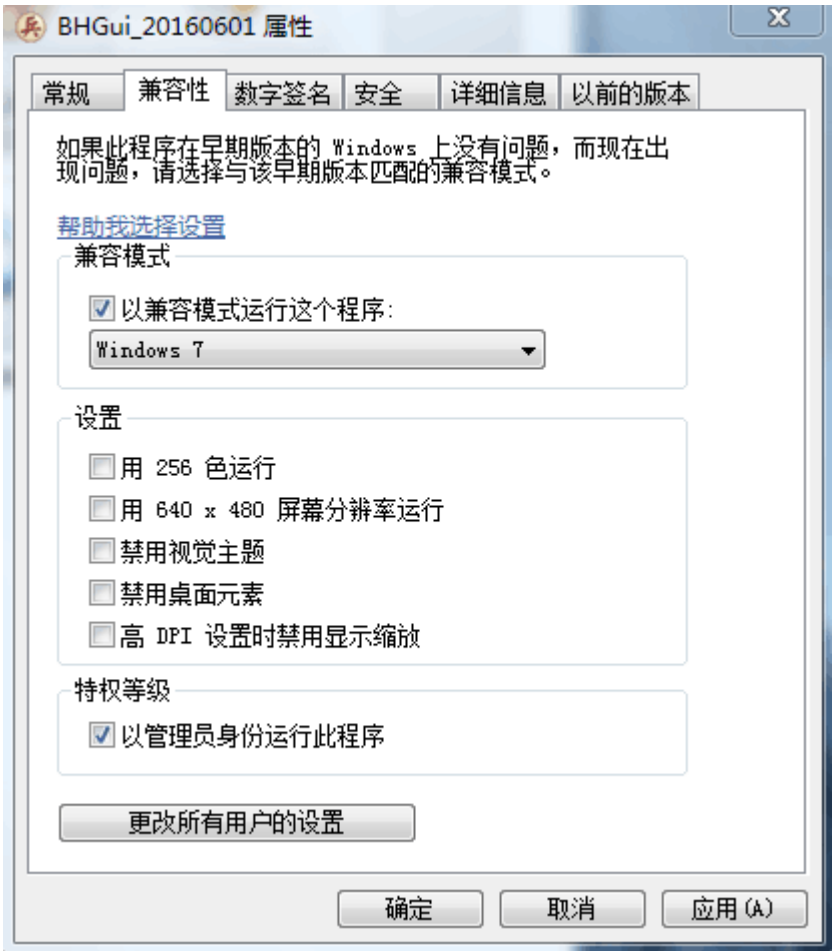 兵 BHGui_20160601 属性
常规 兼容性 数字签名 安全 详细信息 以前的版本
如果此程序在早期版本的 Windows 上没有问题，而现在出
现问题，请选择与该早期版本匹配的兼容模式。
帮助我选择设置
兼容模式
以兼容模式运行这个程序:
Windows 7
设置
用 256 色运行
用 640 x 480 屏幕分辨率运行
禁用视觉主题
禁用桌面元素
高 DPI 设置时禁用显示缩放
特权等级
以管理员身份运行此程序
更改所有用户的设置
确定 取消 应用(A)